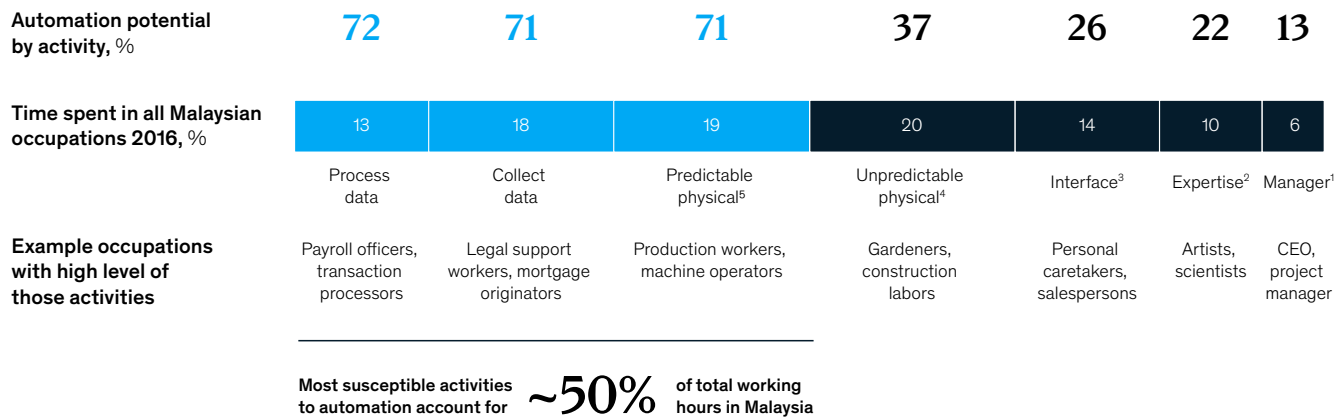 Automation potential
by activity, %
72 71 71 37 26 22 13
Time spent in all Malaysian
occupations 2016, %
13 18 19 20 14 10 6
Process
data
Collect
data
Predictable
physical⁵
Unpredictable
physical⁴
Interface³
Expertise²
Manager¹
Example occupations
with high level of
those activities
Payroll officers,
transaction
processors
Legal support
workers, mortgage
originators
Production workers,
machine operators
Gardeners,
construction
labors
Personal
caretakers,
salespersons
Artists,
scientists
CEO,
project
manager
Most susceptible activities
to automation account for
~50%
of total working
hours in Malaysia